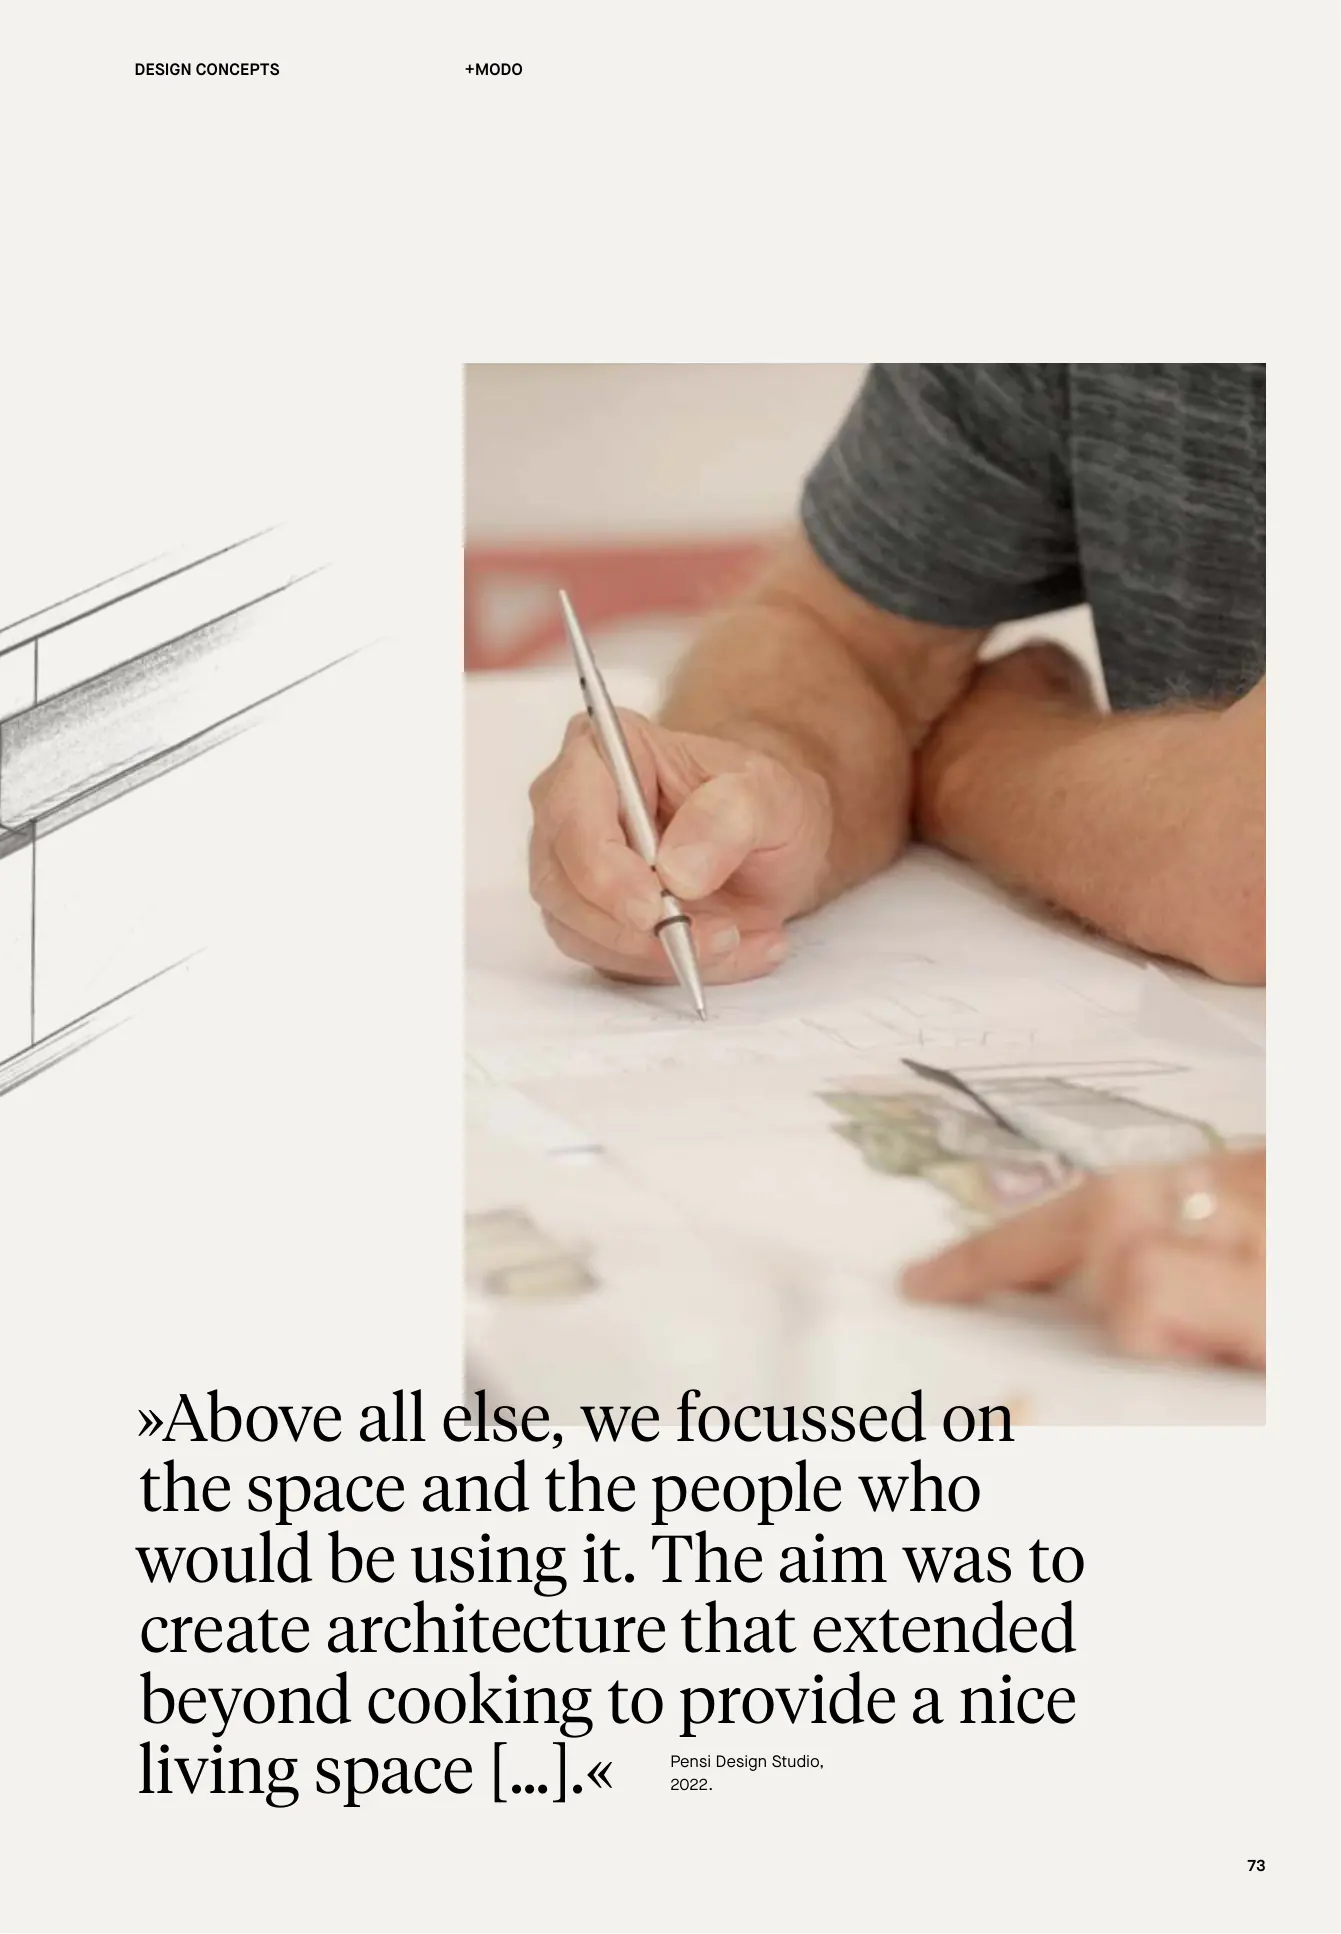 DESIGN CONCEPTS
+MODO
»Above all else, we focussed on
the space and the people who
would be using it. The aim was to
create architecture that extended
beyond cooking to provide a nice
living space [...].«
Pensi Design Studio,
2022.
73